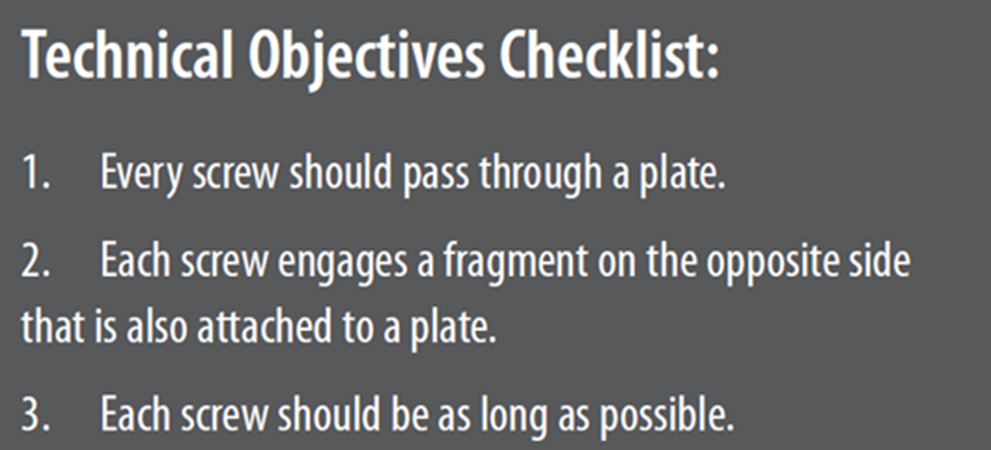 Technical Objectives Checklist:
1. Every screw should pass through a plate.
2. Each screw engages a fragment on the opposite side
that is also attached to a plate.
3. Each screw should be as long as possible.